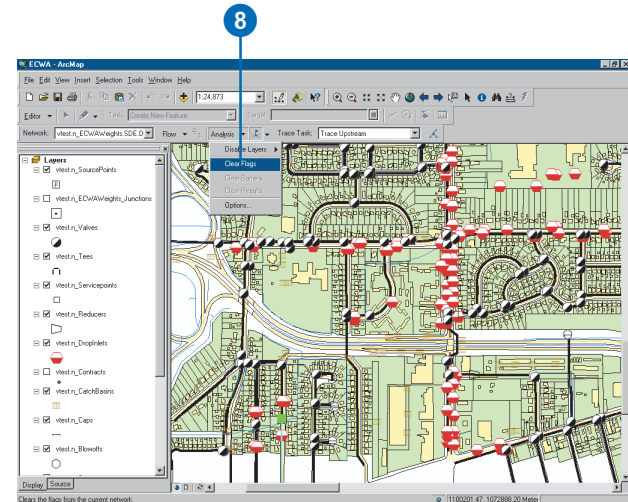 8
ECWA - ArcMap
File Edit View Insert Selection Tools Window Help
1:24,873
Editor Task: Create New Feature Target:
Network: vtest.n_ECWAWeights.SDE.D Flow Analysis Trace Task: Trace Upstream
Disable Layers
Clear Flags
Clear Barriers
Clear Results
Options...
Layers
vtest.n_SourcePoints
P
vtest.n_ECWAWeights_Junctions
vtest.n_Valves
vtest.n_Tees
vtest.n_Servicepoints
vtest.n_Reducers
vtest.n_DropInlets
vtest.n_Contracts
vtest.n_CatchBasins
vtest.n_Caps
vtest.n_Blowoffs
Display Source
Clears the flags from the current network
1100201.47, 1072888.20 Meter